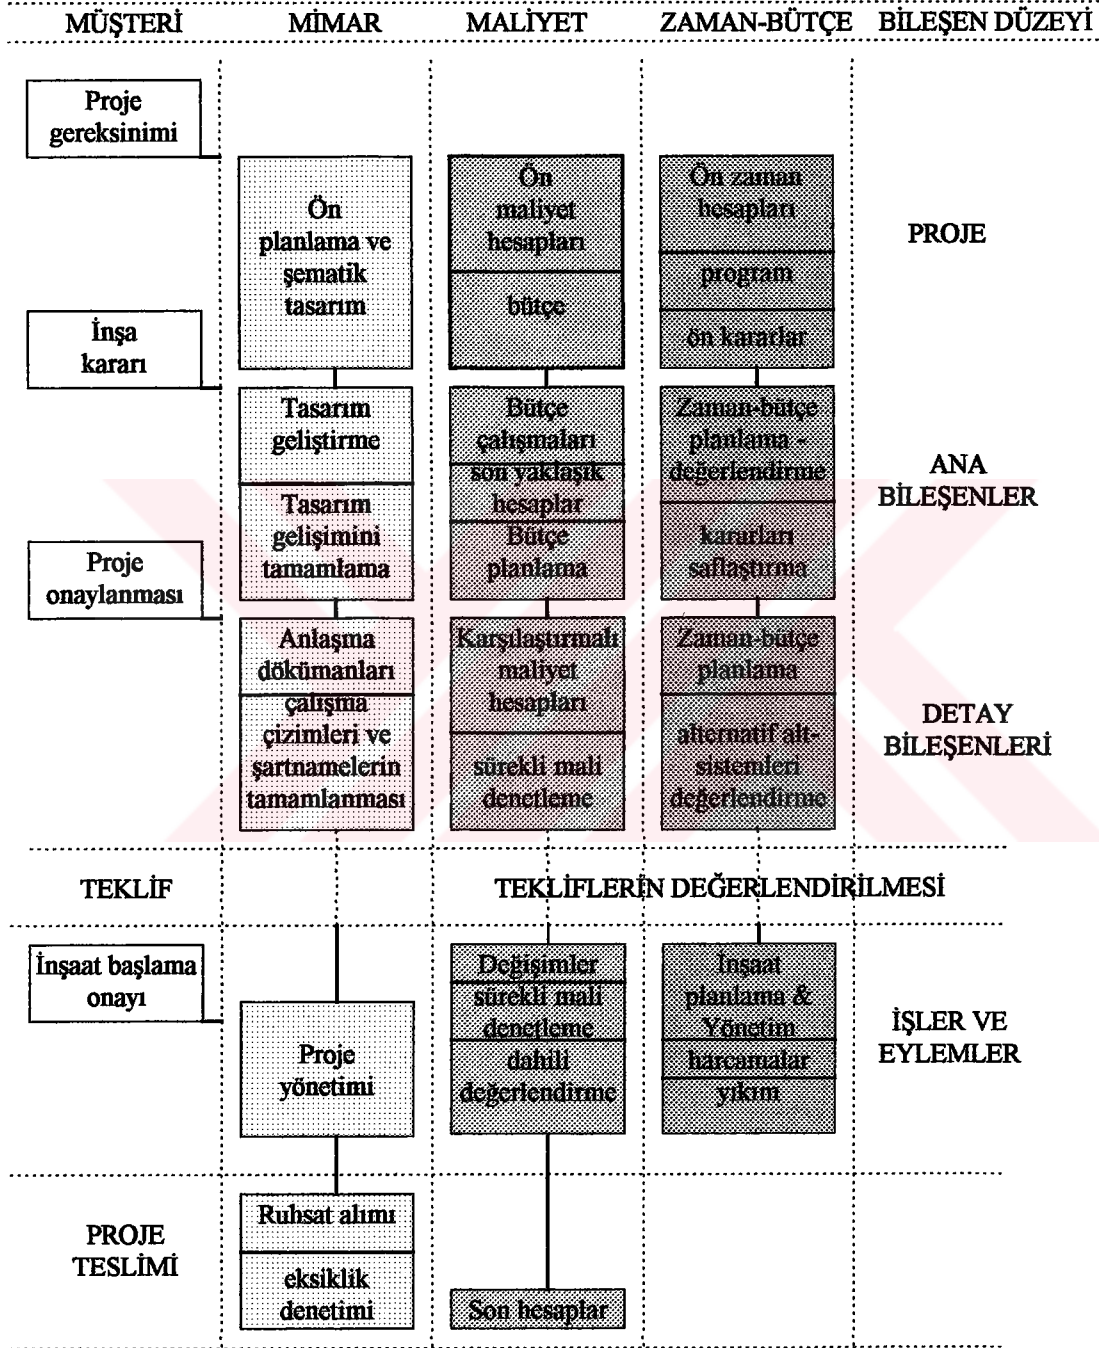 MÜŞTERİ MİMAR MALİYET ZAMAN-BÜTÇE BİLEŞEN DÜZEYİ
Proje
gereksinimi
Ön
planlama ve
şematik
tasarım
Ön
maliyet
hesapları
bütçe
Ön zaman
hesapları
program
ön kararlar
PROJE
İnşa
kararı
Tasarım
geliştirme
Tasarım
gelişimini
tamamlama
Bütçe
çalışmaları
son yaklaşık
hesaplar
Bütçe
planlama
Zaman-bütçe
planlama -
değerlendirme
kararları
saflaştırma
ANA
BİLEŞENLER
Proje
onaylanması
Anlaşma
dökümanları
çalışma
çizimleri ve
şartnamelerin
tamamlanması
Karşılaştırmalı
maliyet
hesapları
sürekli mali
denetleme
Zaman-bütçe
planlama
alternatif alt-
sistemleri
değerlendirme
DETAY
BİLEŞENLERİ
TEKLİF TEKLİFLERİN DEĞERLENDİRİLMESİ
İnşaat başlama
onayı
Proje
yönetimi
Değişimler
sürekli mali
denetleme
dahili
değerlendirme
İnşaat
planlama &
Yönetim
harcamalar
yıkım
İŞLER VE
EYLEMLER
PROJE
TESLİMİ
Ruhsat alımı
eksiklik
denetimi
Son hesaplar